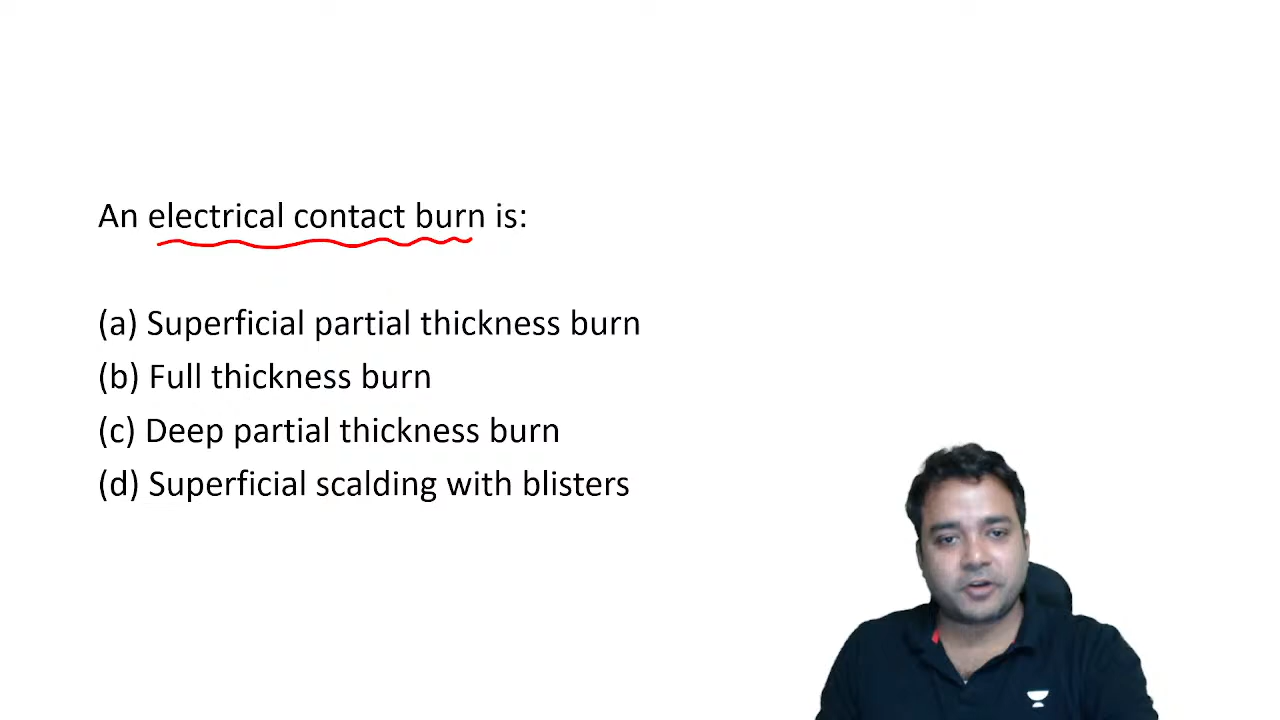 An electrical contact burn is:
(a) Superficial partial thickness burn
(b) Full thickness burn
(c) Deep partial thickness burn
(d) Superficial scalding with blisters